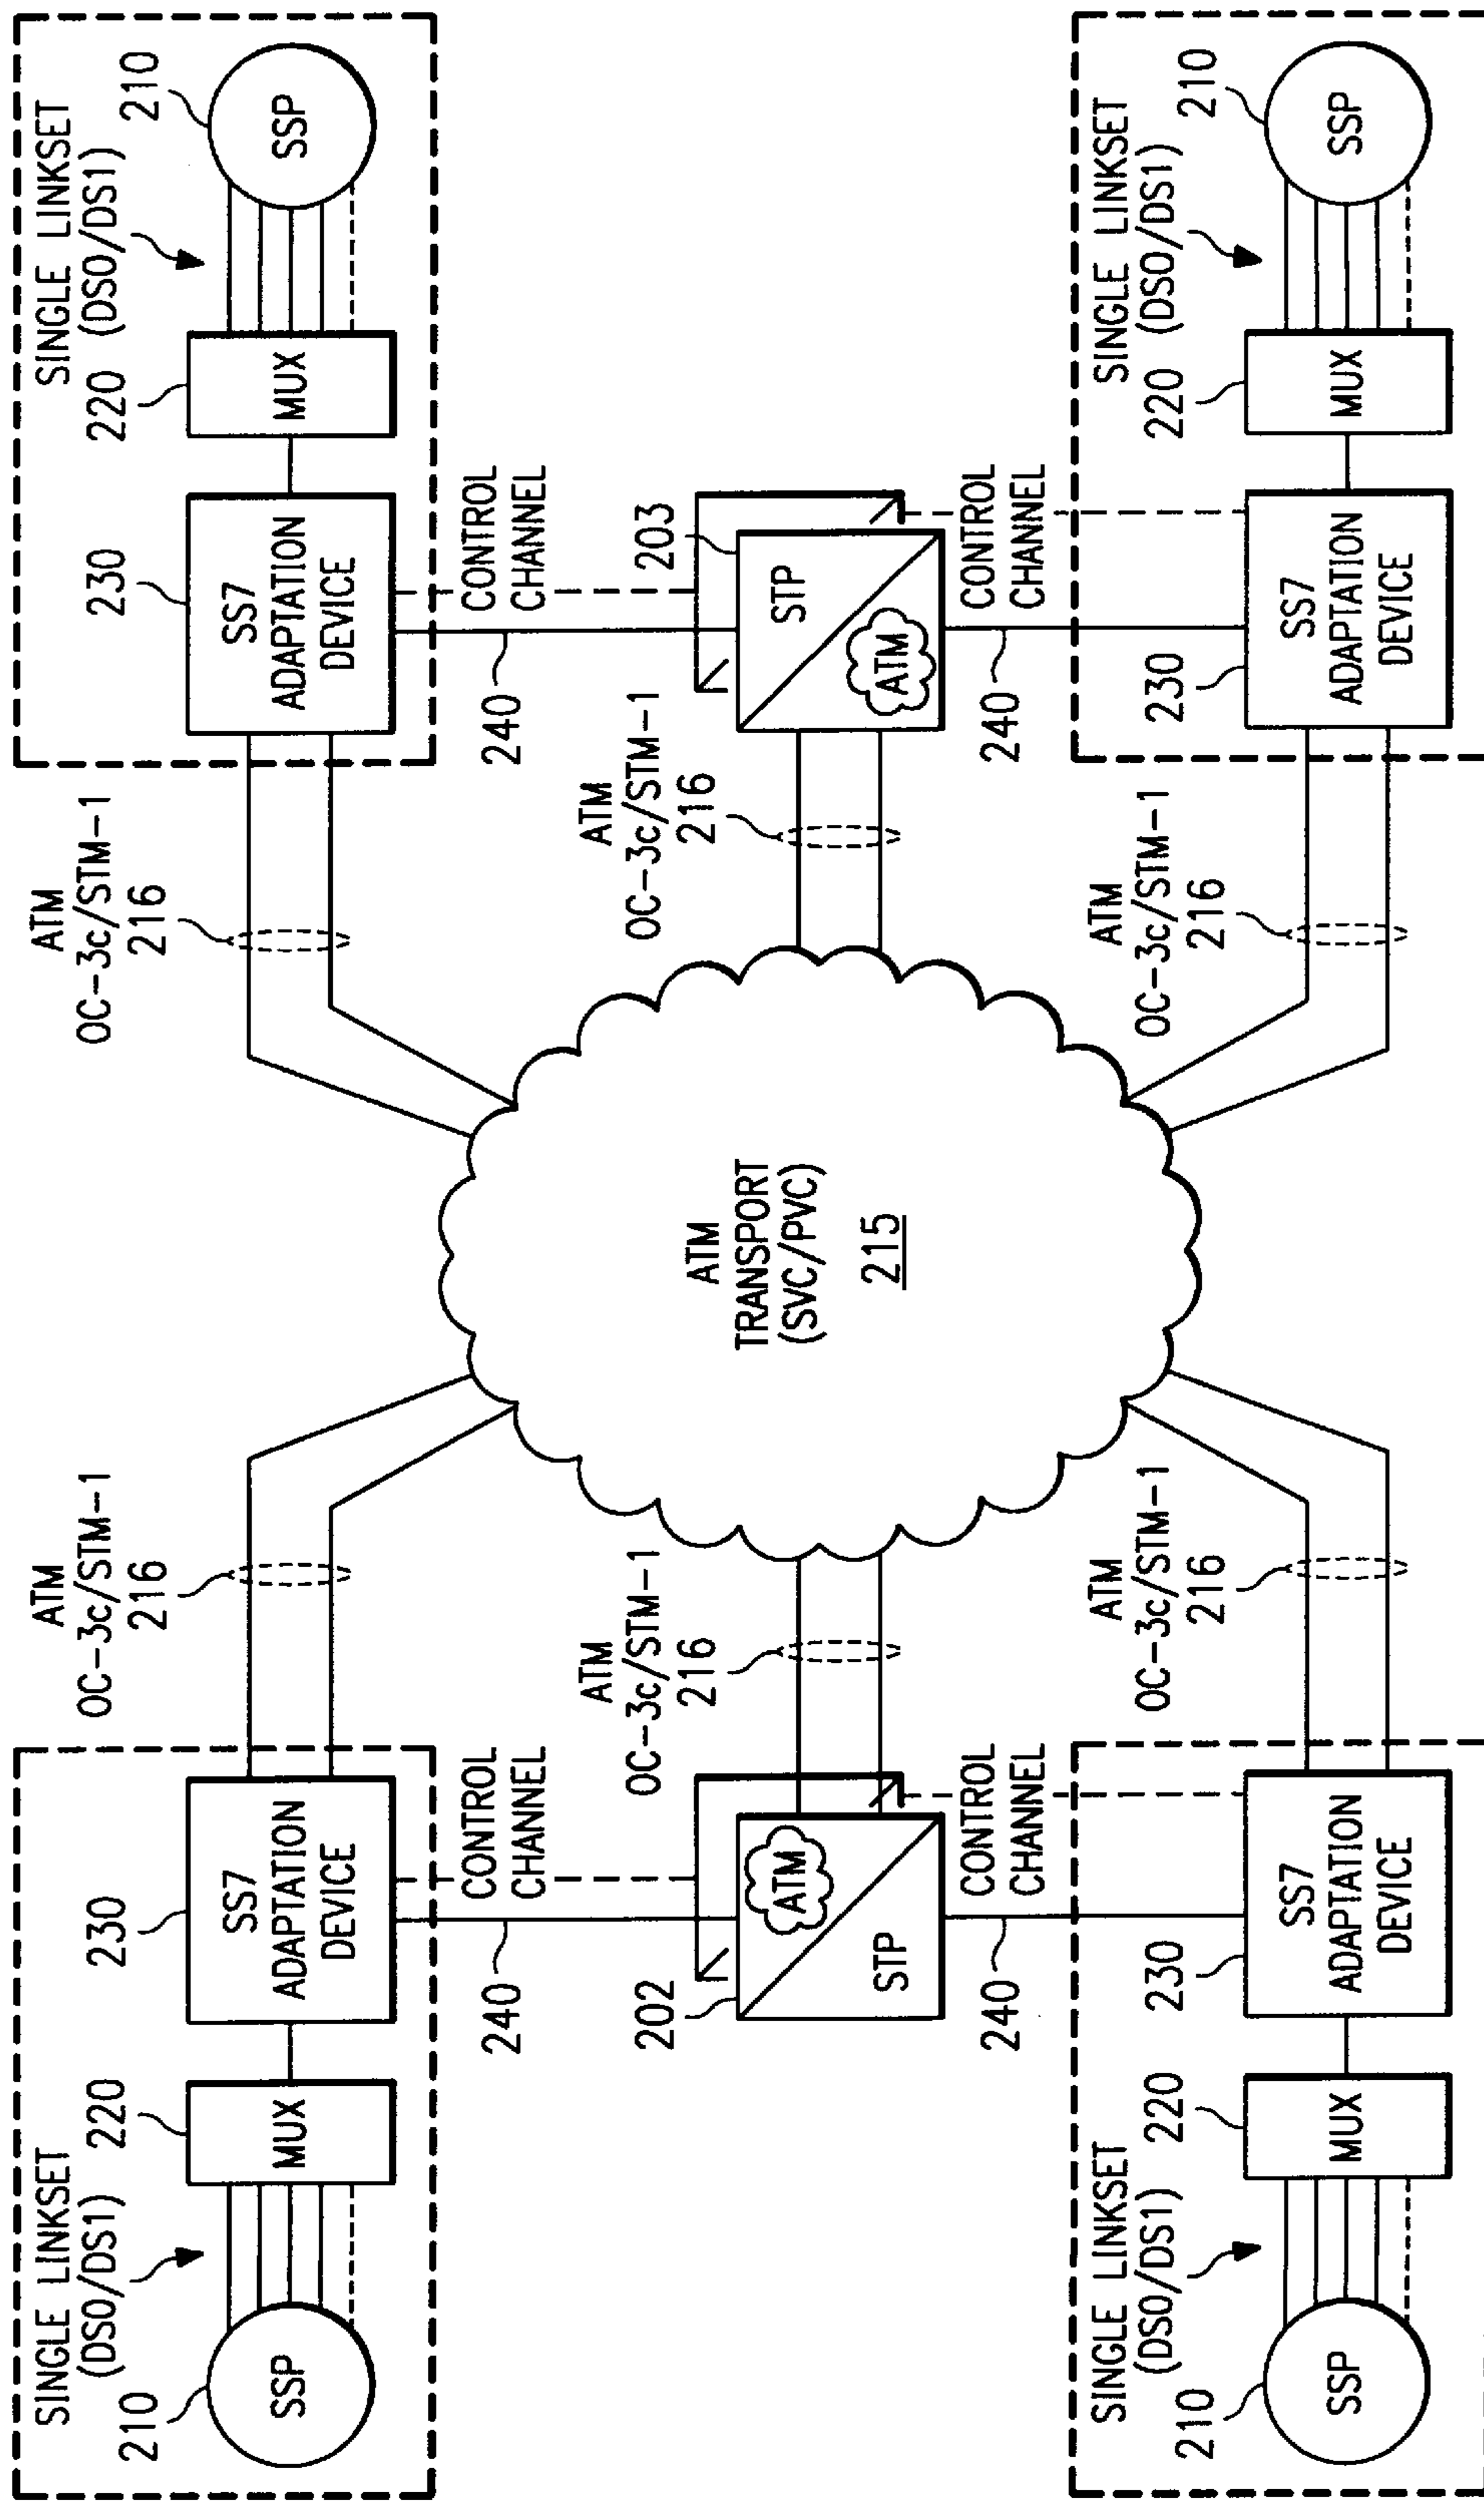 SINGLE LINKSET
(DS0/DS1)
210
SSP
220
MUX
230
SS7
ADAPTATION
DEVICE
ATM
OC-3c/STM-1
216
ATM
OC-3c/STM-1
216
230
SS7
ADAPTATION
DEVICE
220
MUX
SINGLE LINKSET
(DS0/DS1)
210
SSP
CONTROL
CHANNEL
240
202
ATM
STP
ATM
OC-3c/STM-1
216
ATM
TRANSPORT
(SVC/PVC)
215
ATM
OC-3c/STM-1
216
CONTROL
CHANNEL
240
203
STP
ATM
CONTROL
CHANNEL
240
CONTROL
CHANNEL
240
SINGLE LINKSET
(DS0/DS1)
210
SSP
220
MUX
230
SS7
ADAPTATION
DEVICE
ATM
OC-3c/STM-1
216
ATM
OC-3c/STM-1
216
230
SS7
ADAPTATION
DEVICE
220
MUX
SINGLE LINKSET
(DS0/DS1)
210
SSP